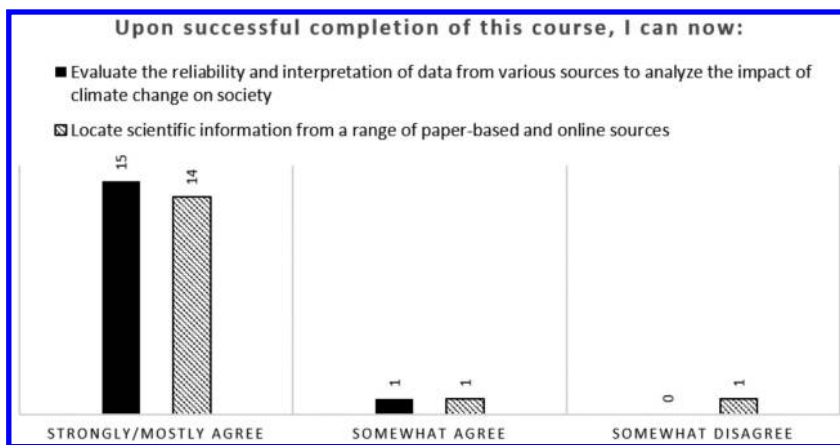 Upon successful completion of this course, I can now:
Evaluate the reliability and interpretation of data from various sources to analyze the impact of
climate change on society
Locate scientific information from a range of paper-based and online sources
15
14
1
1
0
1
STRONGLY/MOSTLY AGREE
SOMEWHAT AGREE
SOMEWHAT DISAGREE